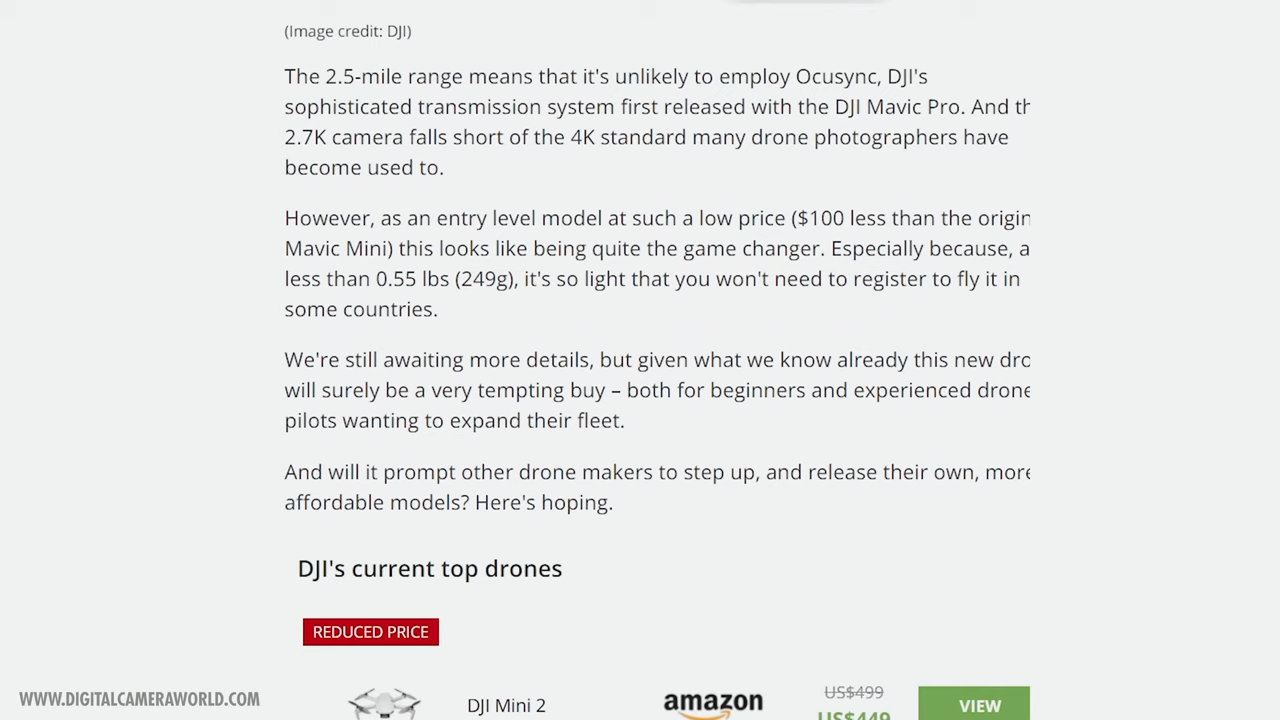 (Image credit: DJI)
The 2.5-mile range means that it's unlikely to employ Ocusync, DJI's
sophisticated transmission system first released with the DJI Mavic Pro. And th
2.7K camera falls short of the 4K standard many drone photographers have
become used to.
However, as an entry level model at such a low price ($100 less than the origin
Mavic Mini) this looks like being quite the game changer. Especially because, a
less than 0.55 lbs (249g), it's so light that you won't need to register to fly it in
some countries.
We're still awaiting more details, but given what we know already this new dro
will surely be a very tempting buy – both for beginners and experienced drone
pilots wanting to expand their fleet.
And will it prompt other drone makers to step up, and release their own, more
affordable models? Here's hoping.
DJI's current top drones
REDUCED PRICE
DJI Mini 2 amazon US$499 VIEW
US$449
WWW.DIGITALCAMERAWORLD.COM